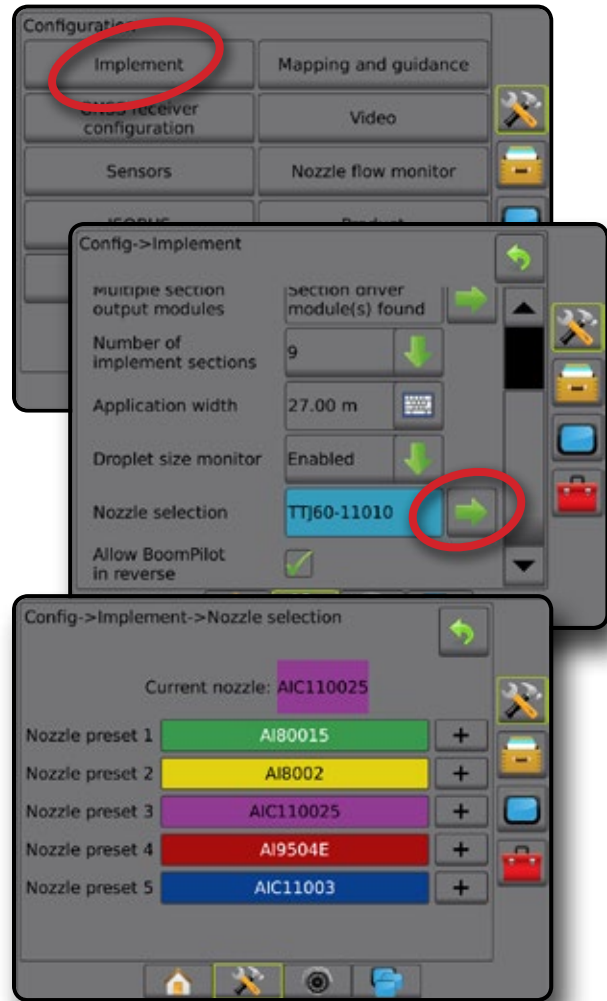 Configuration
Implement Mapping and guidance
GNSS receiver
configuration
Video
Sensors Nozzle flow monitor
Product
Config->Implement
Multiple section
output modules
Section driver
module(s) found
Number of
implement sections
9
Application width 27.00 m
Droplet size monitor Enabled
Nozzle selection TTJ60-11010
Allow BoomPilot
in reverse
Config->Implement->Nozzle selection
Current nozzle: AIC110025
Nozzle preset 1 AI80015 +
Nozzle preset 2 AI8002 +
Nozzle preset 3 AIC110025 +
Nozzle preset 4 AI9504E +
Nozzle preset 5 AIC11003 +